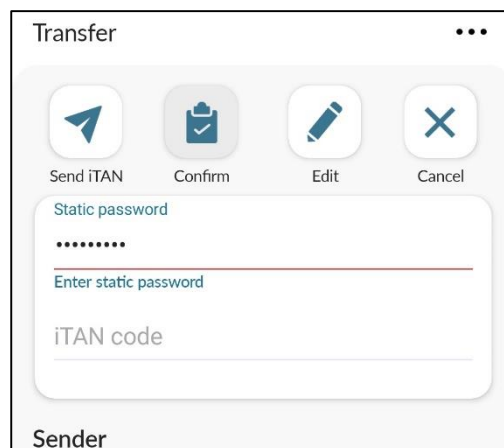 Transfer
Send iTAN Confirm Edit Cancel
Static password
•••••••••
Enter static password
iTAN code
Sender